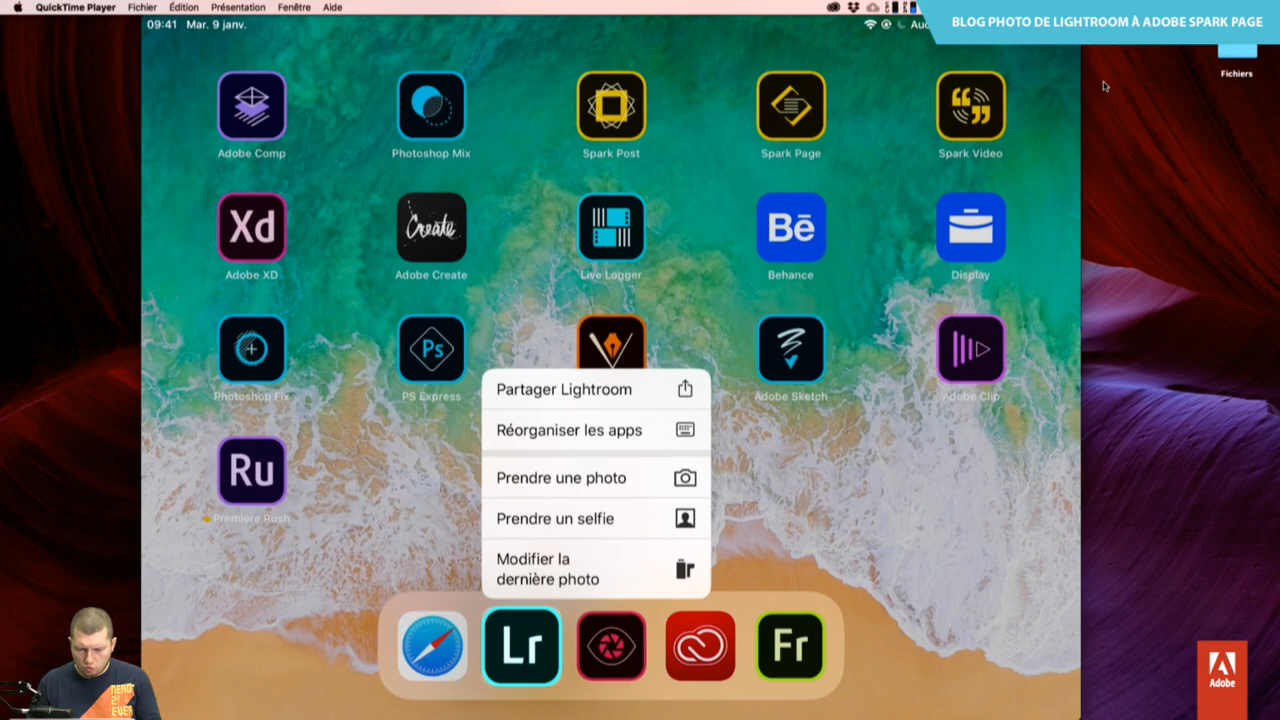 QuickTime Player Fichier Édition Présentation Fenêtre Aide
BLOG PHOTO DE LIGHTROOM À ADOBE SPARK PAGE
09:41 Mar. 9 janv.
Fichiers
Adobe Comp
Photoshop Mix
Spark Post
Spark Page
Spark Video
Xd
Create
Bē
Adobe XD
Adobe Create
Live Logger
Behance
Display
Ps
Photoshop Fix
PS Express
Adobe Sketch
Adobe Clip
Partager Lightroom
Réorganiser les apps
Ru
Prendre une photo
Premiere Rush
Prendre un selfie
Modifier la
dernière photo
Lr
Fr
Adobe